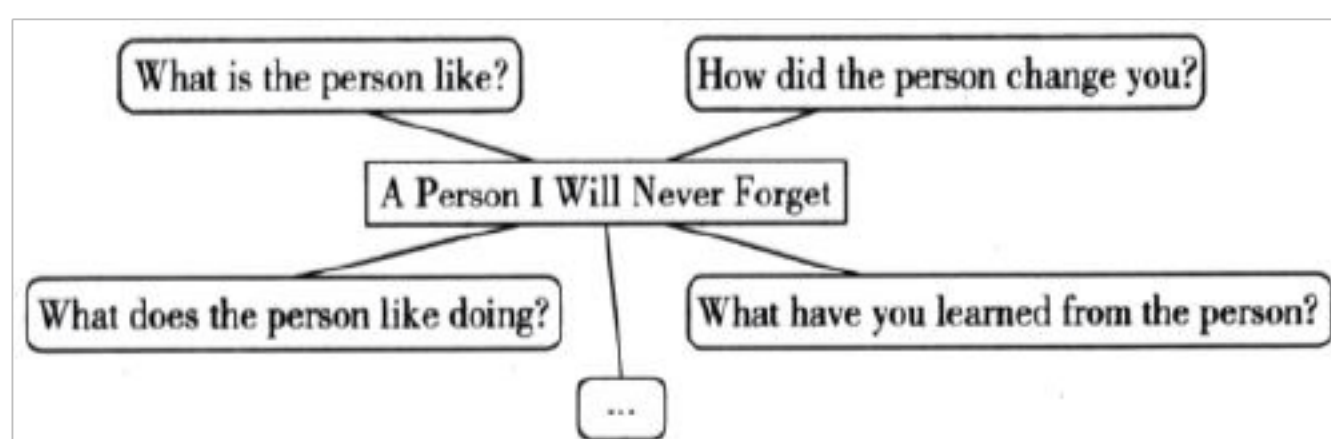 What is the person like?
How did the person change you?
A Person I Will Never Forget
What does the person like doing?
What have you learned from the person?
...